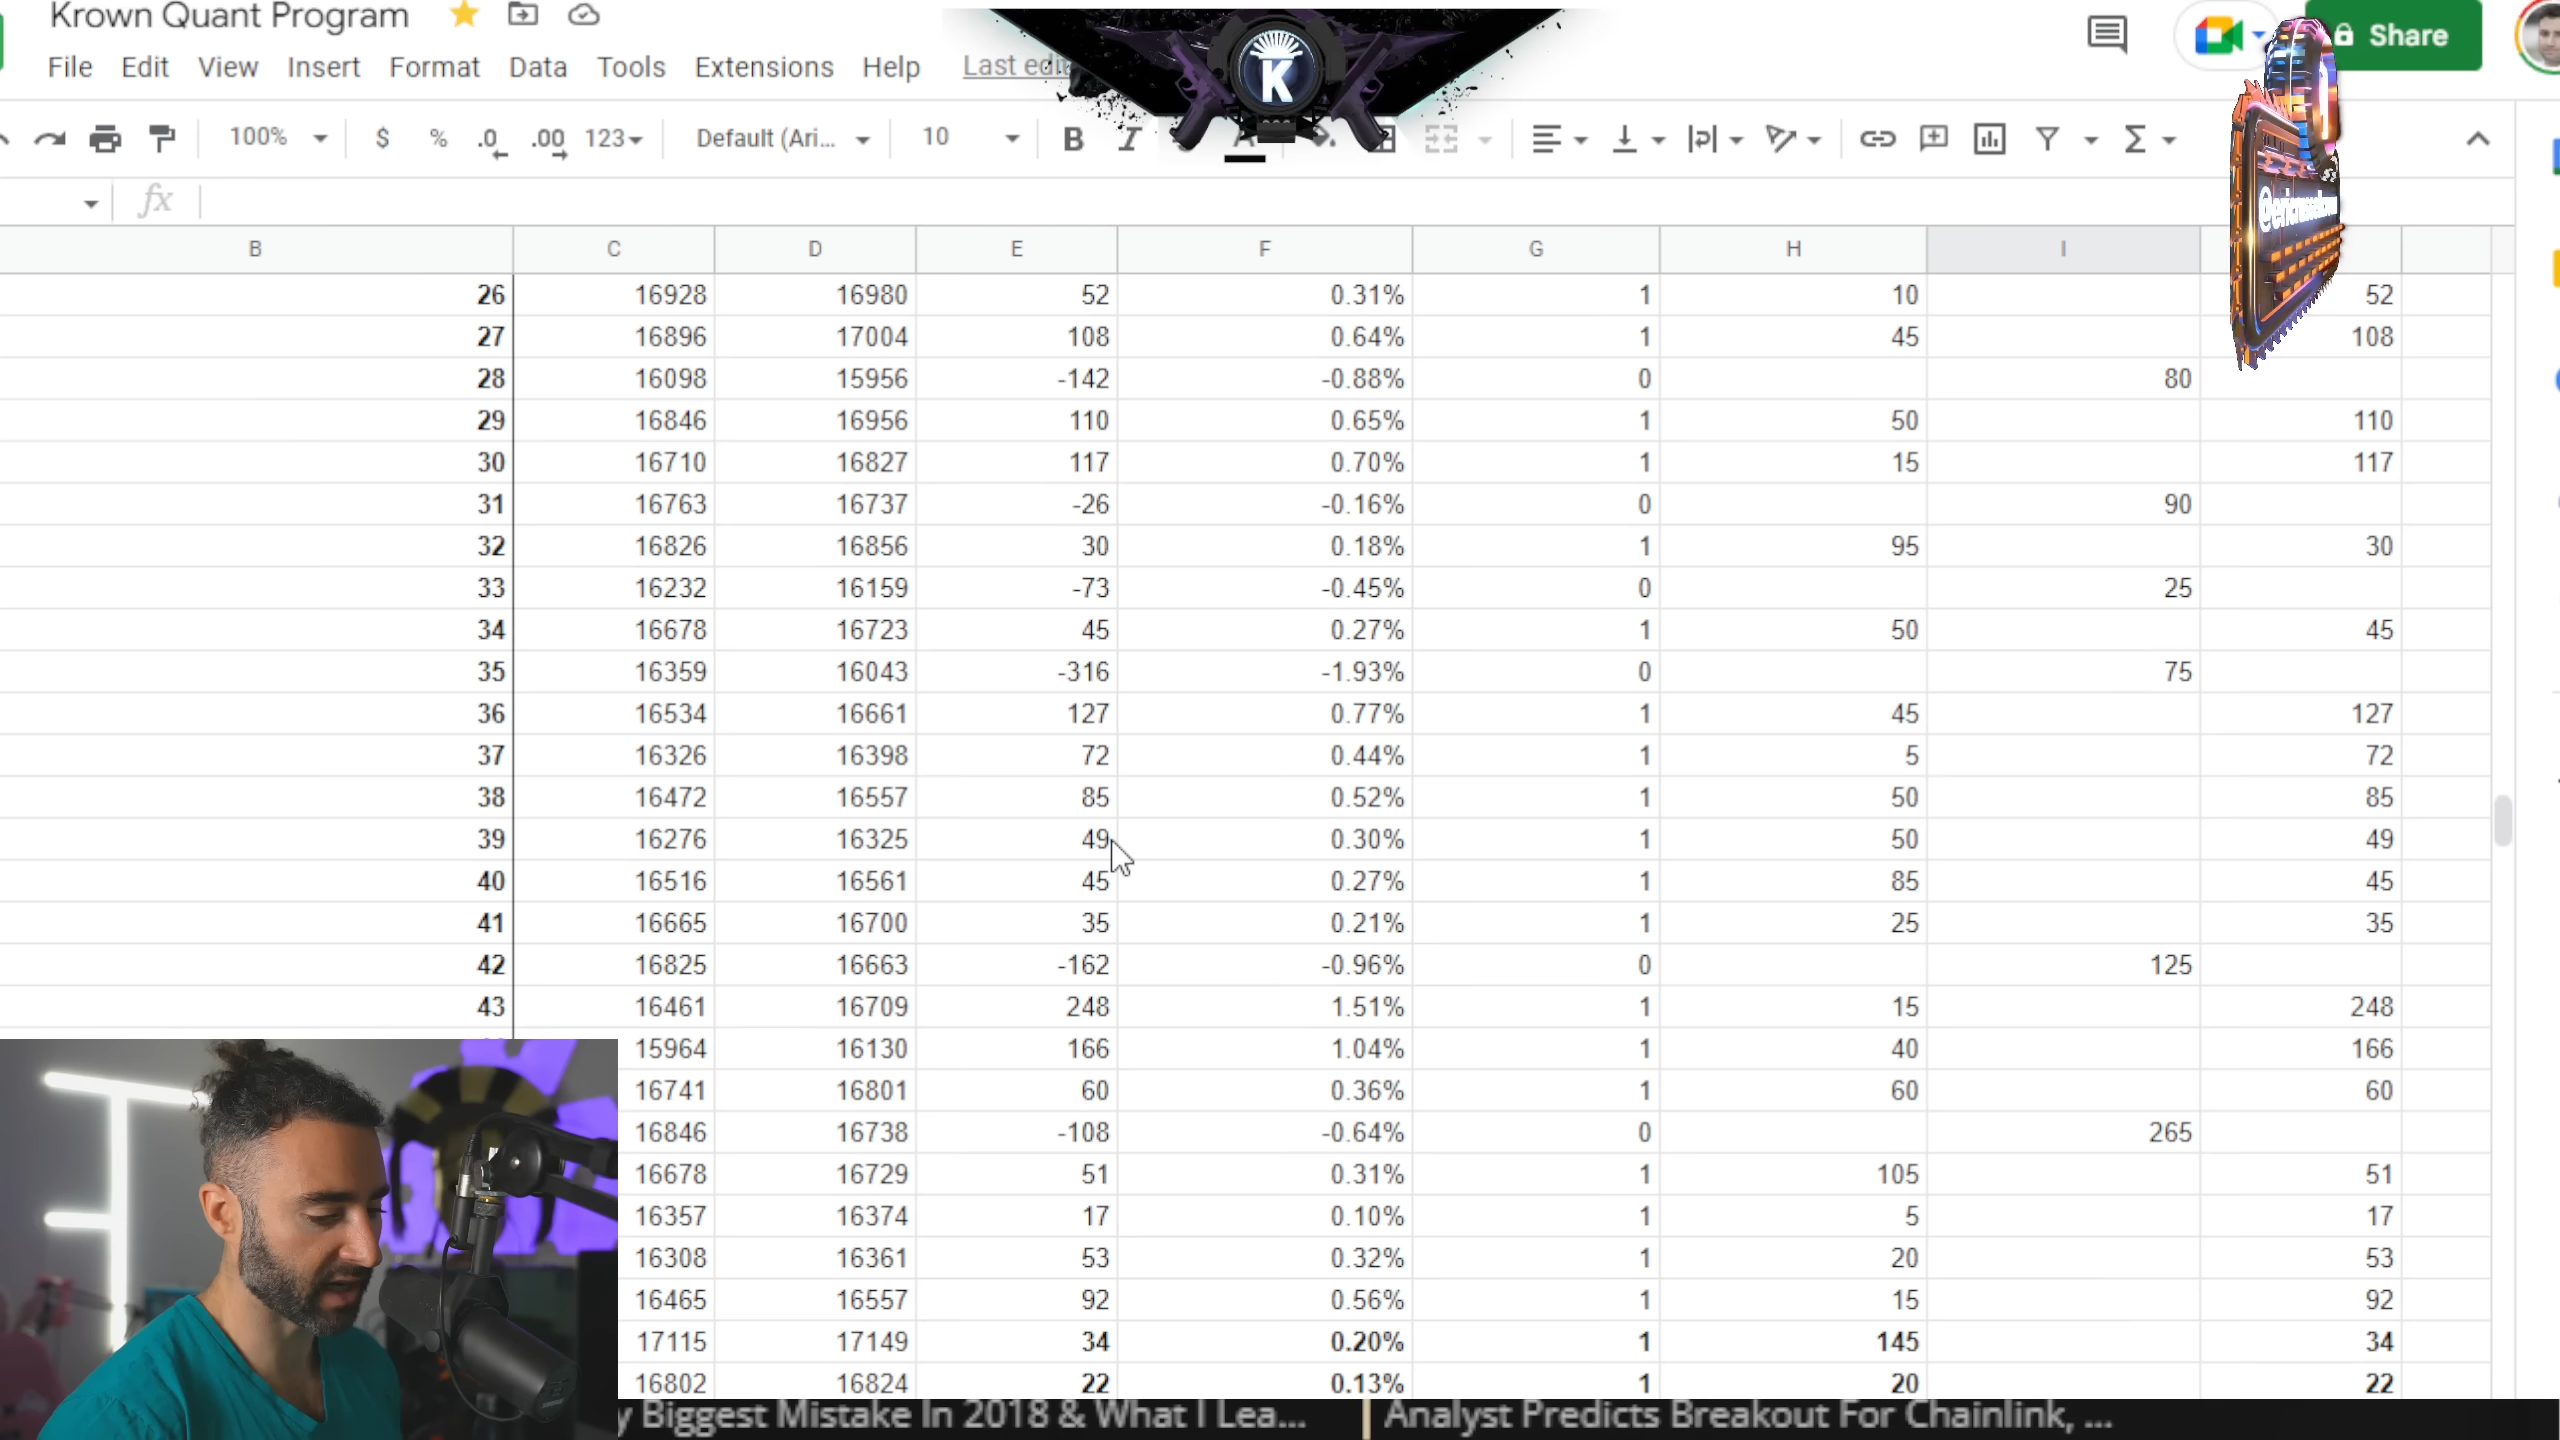 Krown Quant Program
Share
File Edit View Insert Format Data Tools Extensions Help Last edit
100% $ % .0 .00 123 Default (Ari... 10 B I S A Σ
K
fx
B C D E F G H I
26 16928 16980 52 0.31% 1 10 52
27 16896 17004 108 0.64% 1 45 108
28 16098 15956 -142 -0.88% 0 80
29 16846 16956 110 0.65% 1 50 110
30 16710 16827 117 0.70% 1 15 117
31 16763 16737 -26 -0.16% 0 90
32 16826 16856 30 0.18% 1 95 30
33 16232 16159 -73 -0.45% 0 25
34 16678 16723 45 0.27% 1 50 45
35 16359 16043 -316 -1.93% 0 75
36 16534 16661 127 0.77% 1 45 127
37 16326 16398 72 0.44% 1 5 72
38 16472 16557 85 0.52% 1 50 85
39 16276 16325 49 0.30% 1 50 49
40 16516 16561 45 0.27% 1 85 45
41 16665 16700 35 0.21% 1 25 35
42 16825 16663 -162 -0.96% 0 125
43 16461 16709 248 1.51% 1 15 248
15964 16130 166 1.04% 1 40 166
16741 16801 60 0.36% 1 60 60
16846 16738 -108 -0.64% 0 265
16678 16729 51 0.31% 1 105 51
16357 16374 17 0.10% 1 5 17
16308 16361 53 0.32% 1 20 53
16465 16557 92 0.56% 1 15 92
17115 17149 34 0.20% 1 145 34
16802 16824 22 0.13% 1 20 22
y Biggest Mistake In 2018 & What I Lea... Analyst Predicts Breakout For Chainlink, ...